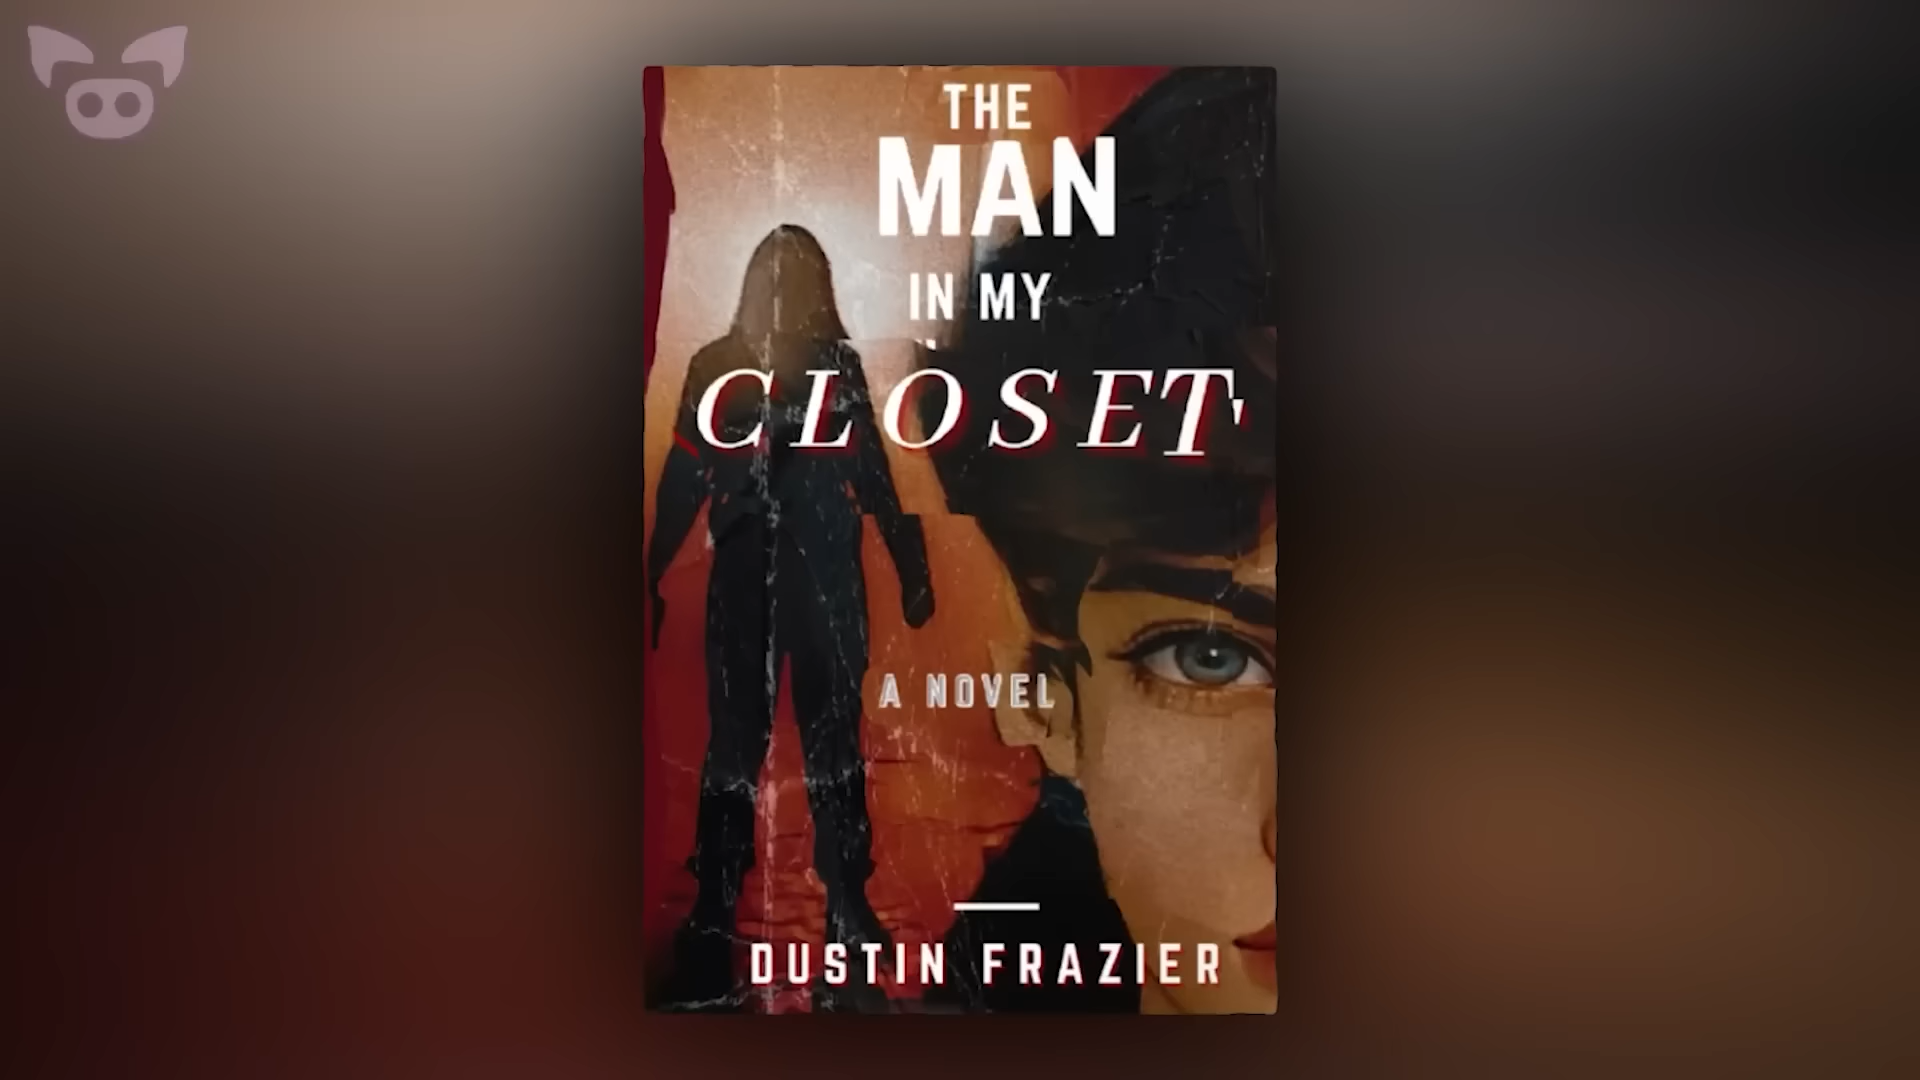 THE
MAN
IN MY
CLOSET
A NOVEL
DUSTIN FRAZIER